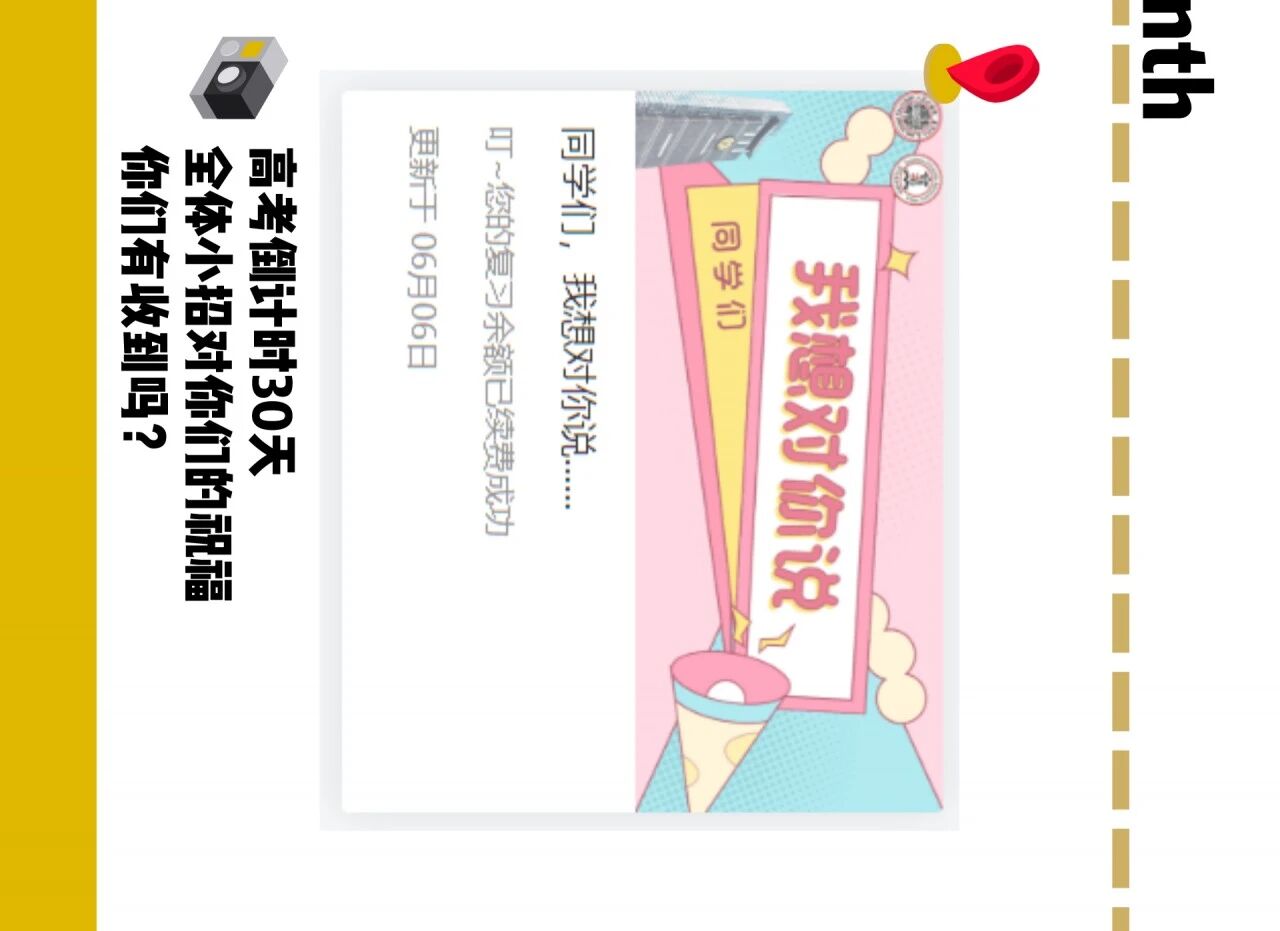 nth
同学们
我想对你说
同学们，我想对你说......
叮~您的复习余额已续费成功
更新于 06月06日
高考倒计时30天
全体小招对你们的祝福
你们有收到吗？